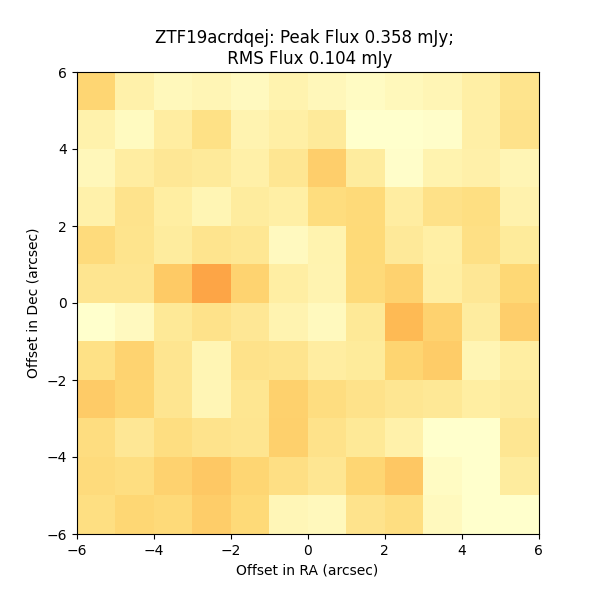 ZTF19acrdqej: Peak Flux 0.358 mJy;
RMS Flux 0.104 mJy
6
4
2
0
−2
−4
−6
Offset in Dec (arcsec)
−6 −4 −2 0 2 4 6
Offset in RA (arcsec)